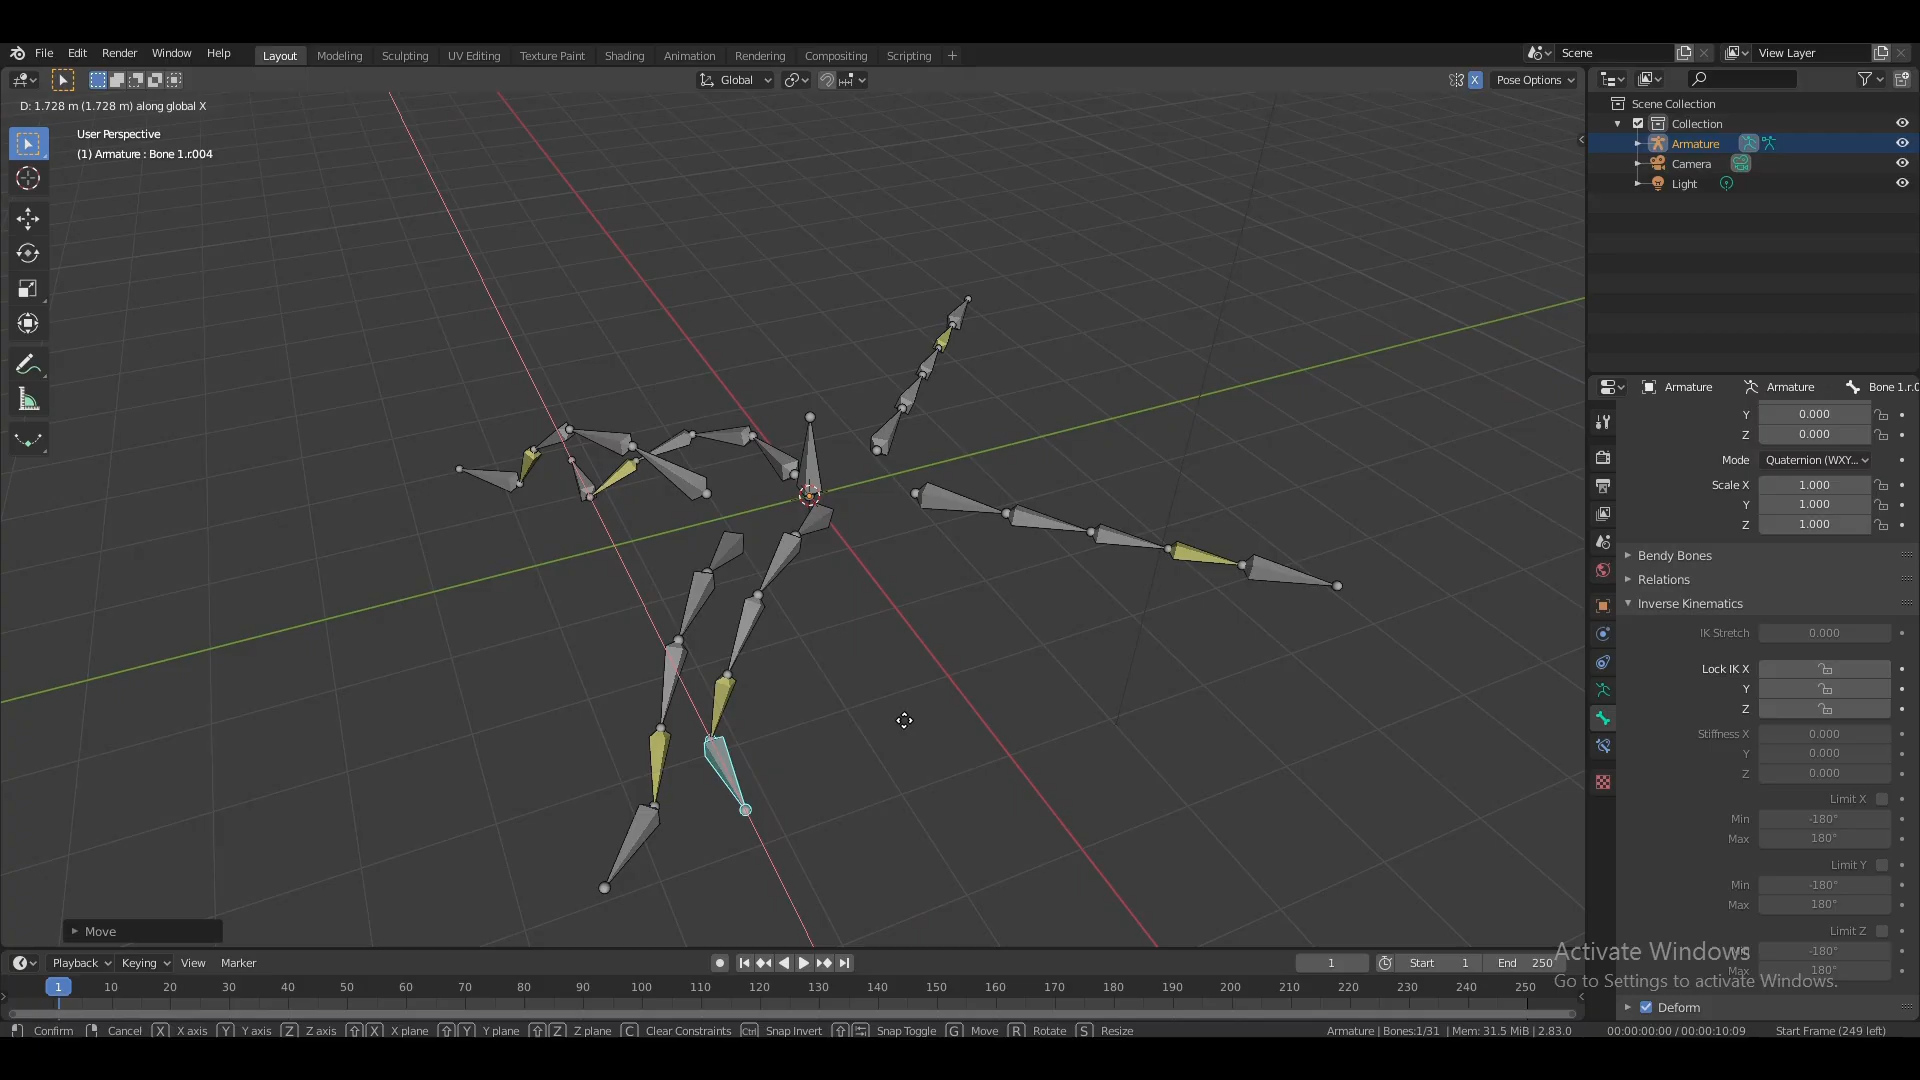 File Edit Render Window Help Layout Modeling Sculpting UV Editing Texture Paint Shading Animation Rendering Compositing Scripting + Scene View Layer
Global X Pose Options
D: 1.728 m (1.728 m) along global X
User Perspective
(1) Armature : Bone 1.r.004
Scene Collection
Collection
Armature
Camera
Light
Armature Armature Bone 1.r.0
Y 0.000
Z 0.000
Mode Quaternion (WXY...
Scale X 1.000
Y 1.000
Z 1.000
Bendy Bones
Relations
Inverse Kinematics
IK Stretch 0.000
Lock IK X
Y
Z
Stiffness X 0.000
Y 0.000
Z 0.000
Limit X
Min -180°
Max 180°
Limit Y
Min -180°
Max 180°
Limit Z
Min -180°
Max 180°
Deform
Activate Windows
Go to Settings to activate Windows.
Move
Playback Keying View Marker 1 Start 1 End 250
1 10 20 30 40 50 60 70 80 90 100 110 120 130 140 150 160 170 180 190 200 210 220 230 240 250
Confirm Cancel X X axis Y Y axis Z Z axis X X plane Y Y plane Z Z plane C Clear Constraints Ctrl Snap Invert Snap Toggle G Move R Rotate S Resize Armature | Bones:1/31 | Mem: 31.5 MiB | 2.83.0 00:00:00:00 / 00:00:10:09 Start Frame (249 left)